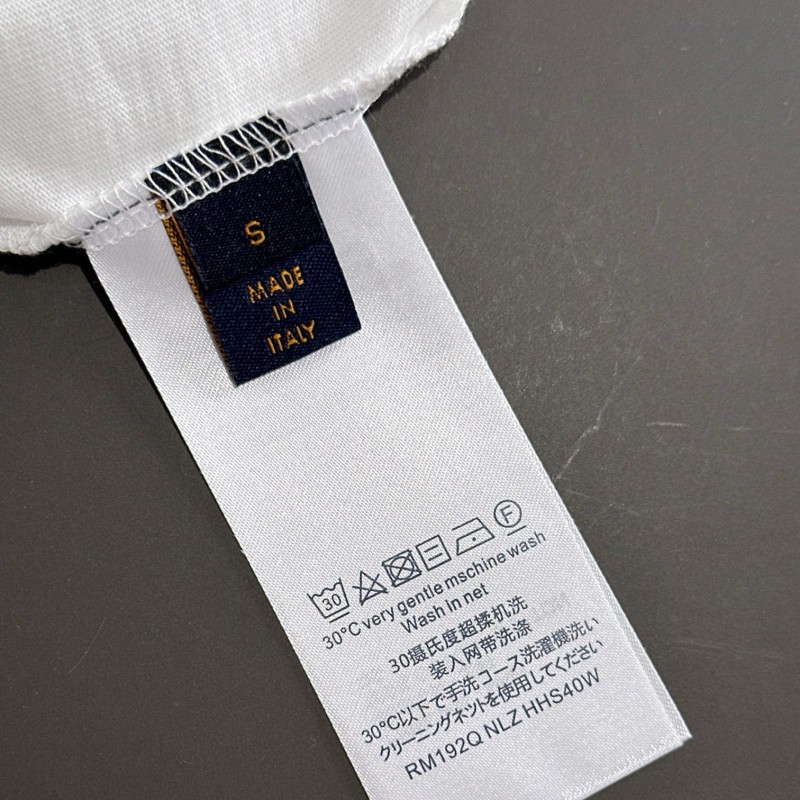 S
MADE
IN
ITALY
30
F
30°C very gentle mschine wash
Wash in net
30摄氏度超揉机洗
装入网带洗涤
30°C以下で手洗コース洗濯機洗い
クリーニングネットを使用してください
RM192Q NLZ HHS40W